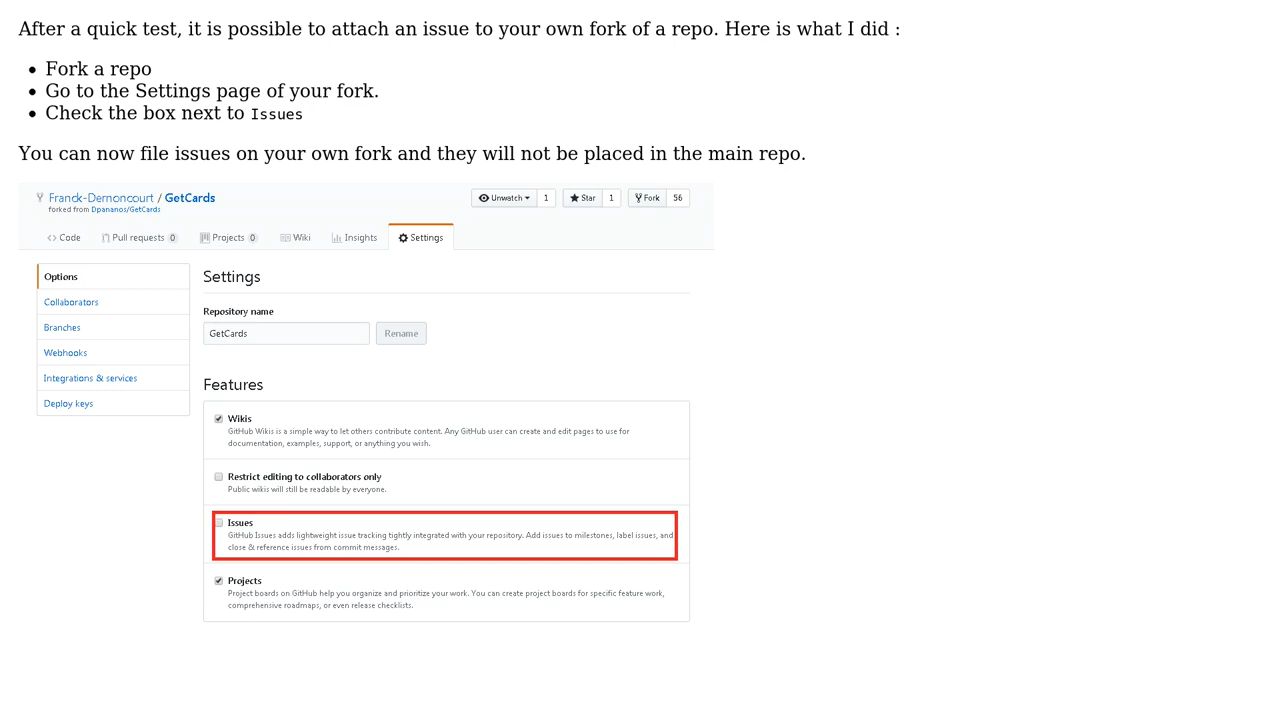 After a quick test, it is possible to attach an issue to your own fork of a repo. Here is what I did :
Fork a repo
Go to the Settings page of your fork.
Check the box next to Issues
You can now file issues on your own fork and they will not be placed in the main repo.
Franck-Dernoncourt / GetCards
Unwatch 1 Star 1 Fork 56
forked from Dpananos/GetCards
Code Pull requests 0 Projects 0 Wiki Insights Settings
Options
Collaborators
Branches
Webhooks
Integrations & services
Deploy keys
Settings
Repository name
GetCards Rename
Features
Wikis
GitHub Wikis is a simple way to let others contribute content. Any GitHub user can create and edit pages to use for
documentation, examples, support, or anything you wish.
Restrict editing to collaborators only
Public wikis will still be readable by everyone.
Issues
GitHub Issues adds lightweight issue tracking tightly integrated with your repository. Add issues to milestones, label issues, and
close & reference issues from commit messages.
Projects
Project boards on GitHub help you organize and prioritize your work. You can create project boards for specific feature work,
comprehensive roadmaps, or even release checklists.